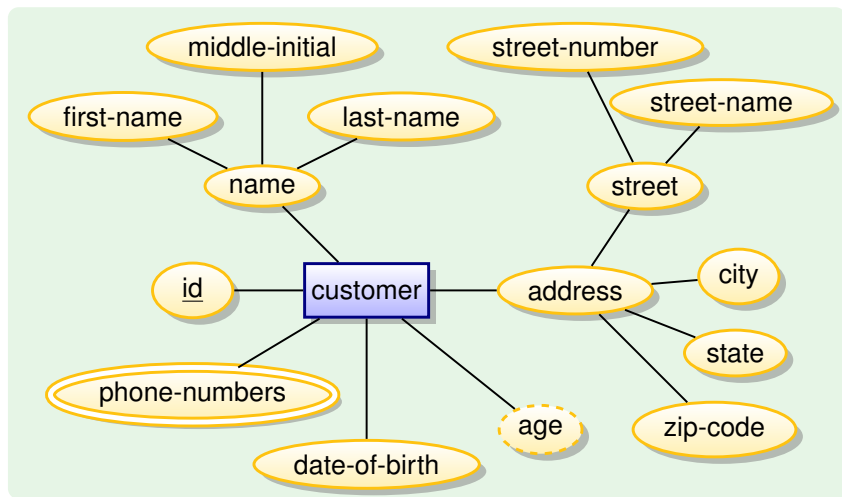 middle-initial
street-number
first-name
last-name
street-name
name
street
id
customer
address
city
state
phone-numbers
age
zip-code
date-of-birth